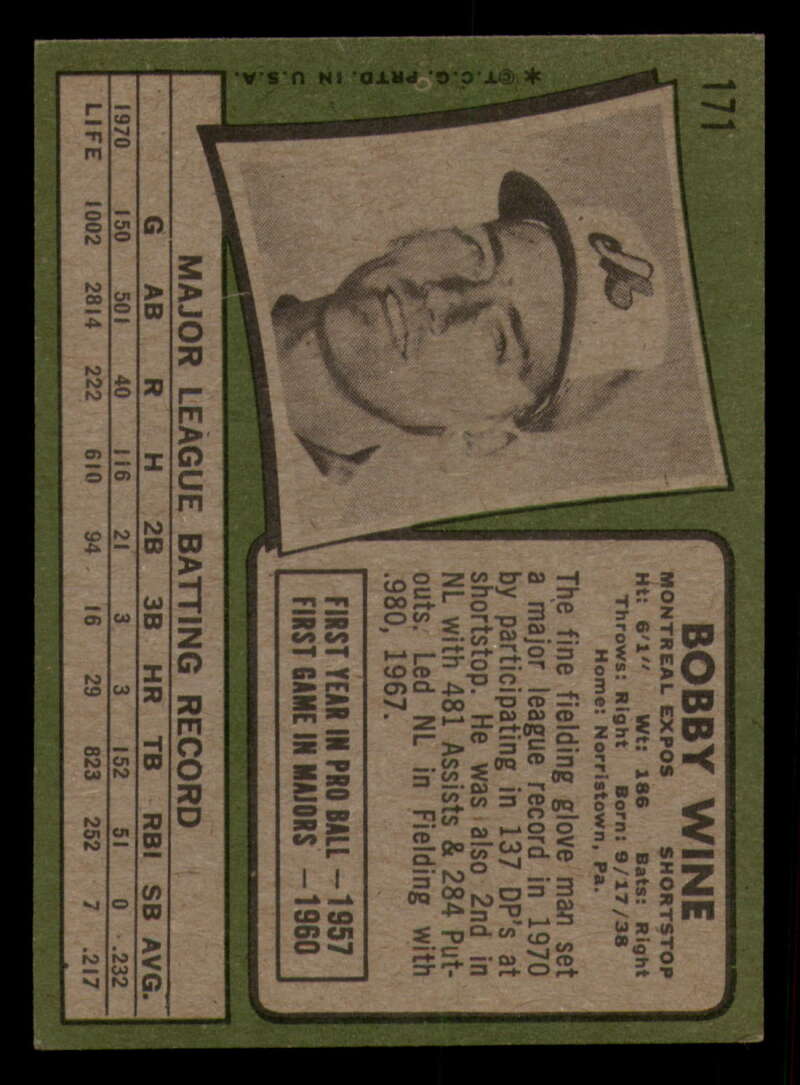 171
*©T.C.G. PRTD. IN U.S.A.
BOBBY WINE
MONTREAL EXPOS SHORTSTOP
Ht: 6'1" Wt: 186 Bats: Right
Throws: Right Born: 9/17/38
Home: Norristown, Pa.
The fine fielding glove man set
a major league record in 1970
by participating in 137 DP's at
shortstop. He was also 2nd in
NL with 481 Assists & 284 Put-
outs. Led NL in Fielding with
.980, 1967.
FIRST YEAR IN PRO BALL —1957
FIRST GAME IN MAJORS —1960
MAJOR LEAGUE BATTING RECORD
G AB R H 2B 3B HR TB RBI SB AVG.
1970 150 501 40 116 21 3 3 152 51 0 .232
LIFE 1002 2814 222 610 94 16 29 823 252 7 .217